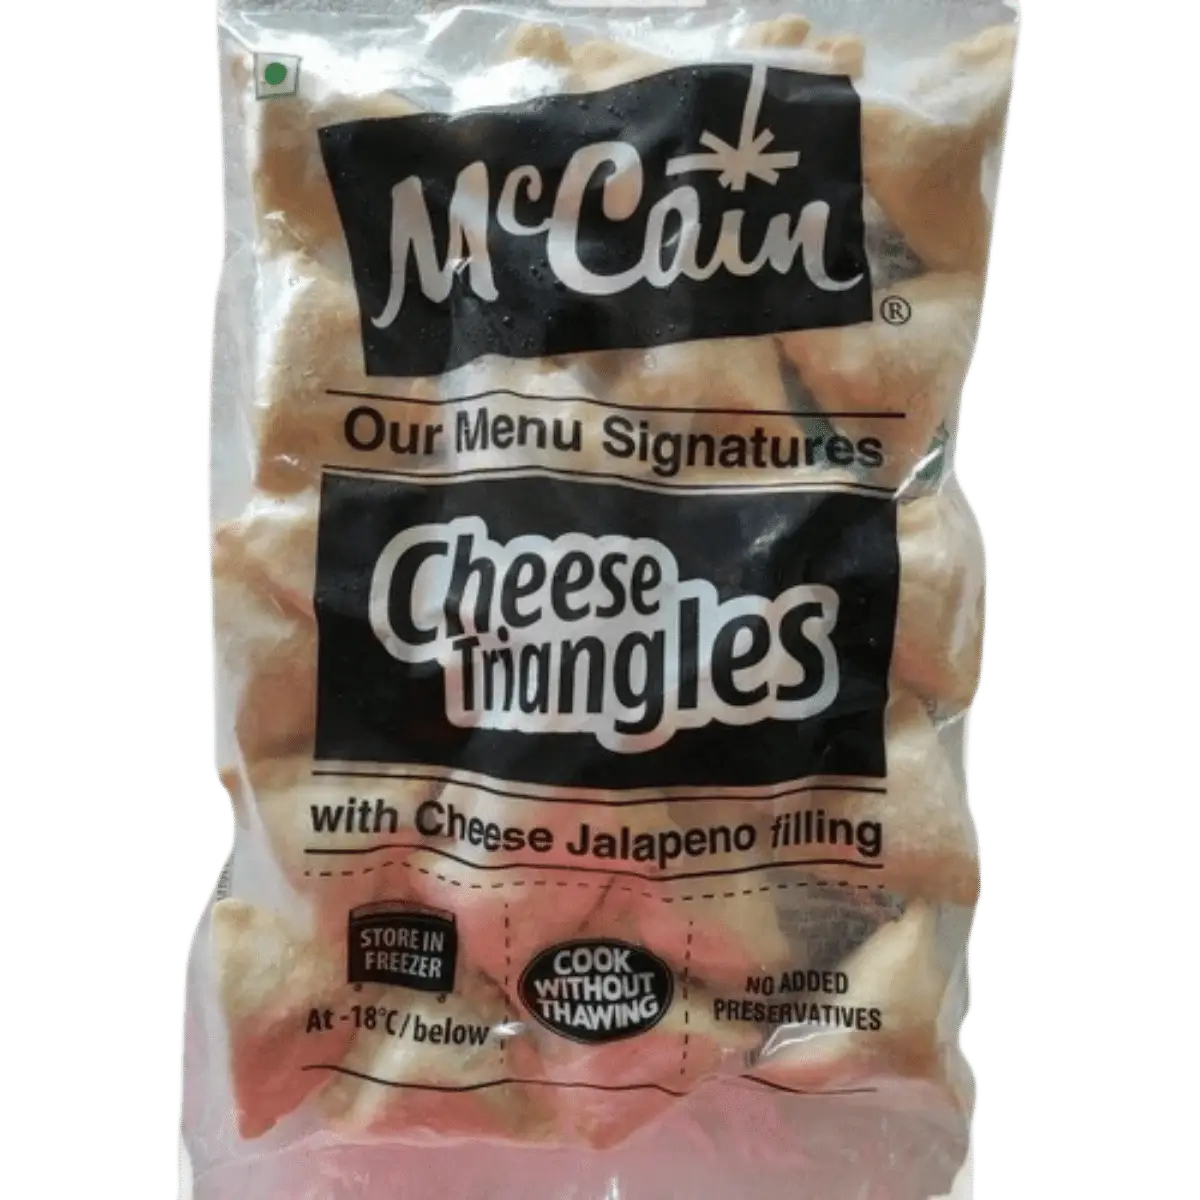 McCain
®
Our Menu Signatures
Cheese
Triangles
with Cheese Jalapeno filling
STORE IN
FREEZER
At -18°C/below
COOK
WITHOUT
THAWING
NO ADDED
PRESERVATIVES